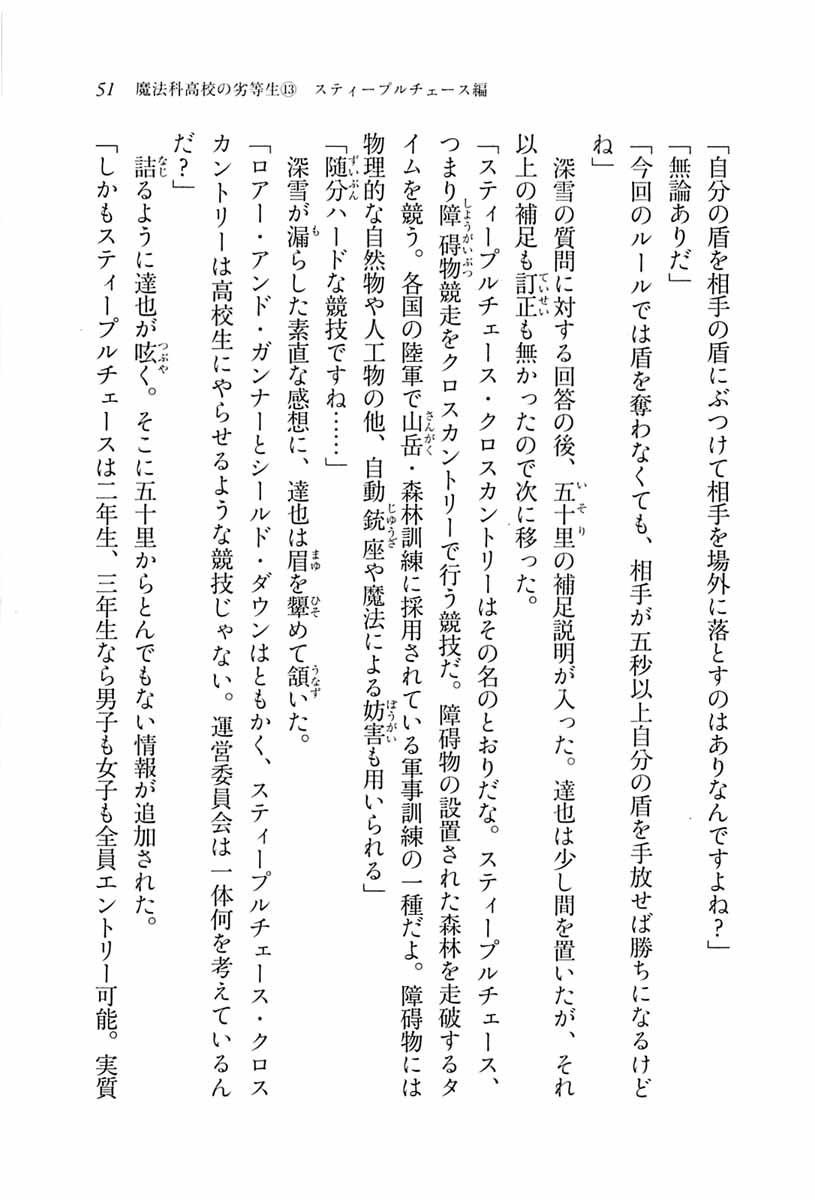 51　魔法科高校の劣等生⑬　スティープルチェース編
「自分の盾を相手の盾にぶつけて相手を場外に落とすのはありなんですよね？」
「無論ありだ」
「今回のルールでは盾を奪わなくても、相手が五秒以上自分の盾を手放せば勝ちになるけど
ね」
　深雪の質問に対する回答の後、五十里の補足説明が入った。達也は少し間を置いたが、それ
以上の補足も訂正も無かったので次に移った。
「スティープルチェース・クロスカントリーはその名のとおりだな。スティープルチェース、
つまり障碍物競走をクロスカントリーで行う競技だ。障碍物の設置された森林を走破するタ
イムを競う。各国の陸軍で山岳・森林訓練に採用されている軍事訓練の一種だよ。障碍物には
物理的な自然物や人工物の他、自動銃座や魔法による妨害も用いられる」
「随分ハードな競技ですね……」
　深雪が漏らした素直な感想に、達也は眉を顰めて頷いた。
「ロアー・アンド・ガンナーとシールド・ダウンはともかく、スティープルチェース・クロス
カントリーは高校生にやらせるような競技じゃない。運営委員会は一体何を考えているん
だ？」
　詰るように達也が呟く。そこに五十里からとんでもない情報が追加された。
「しかもスティープルチェースは二年生、三年生なら男子も女子も全員エントリー可能。実質